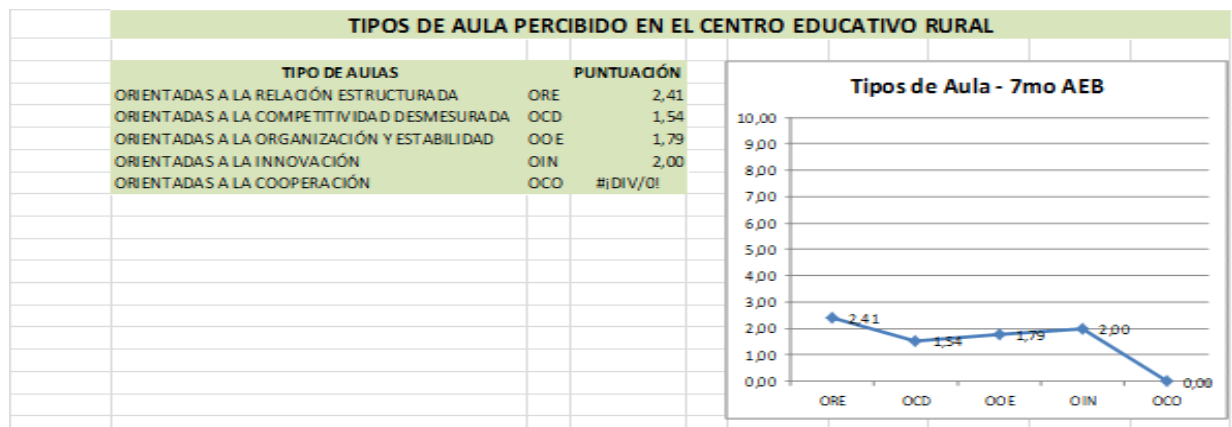 TIPOS DE AULA PERCIBIDO EN EL CENTRO EDUCATIVO RURAL
TIPO DE AULAS PUNTUACIÓN
ORIENTADAS A LA RELACIÓN ESTRUCTURADA ORE 2,41
ORIENTADAS A LA COMPETITIVIDAD DESMESURADA OCD 1,54
ORIENTADAS A LA ORGANIZACIÓN Y ESTABILIDAD OOE 1,79
ORIENTADAS A LA INNOVACIÓN OIN 2,00
ORIENTADAS A LA COOPERACIÓN OCO #¡DIV/0!
Tipos de Aula - 7mo AEB
10,00
9,00
8,00
7,00
6,00
5,00
4,00
3,00
2,00
1,00
0,00
2,41
1,54
1,79
2,00
0,00
ORE OCD OOE OIN OCO